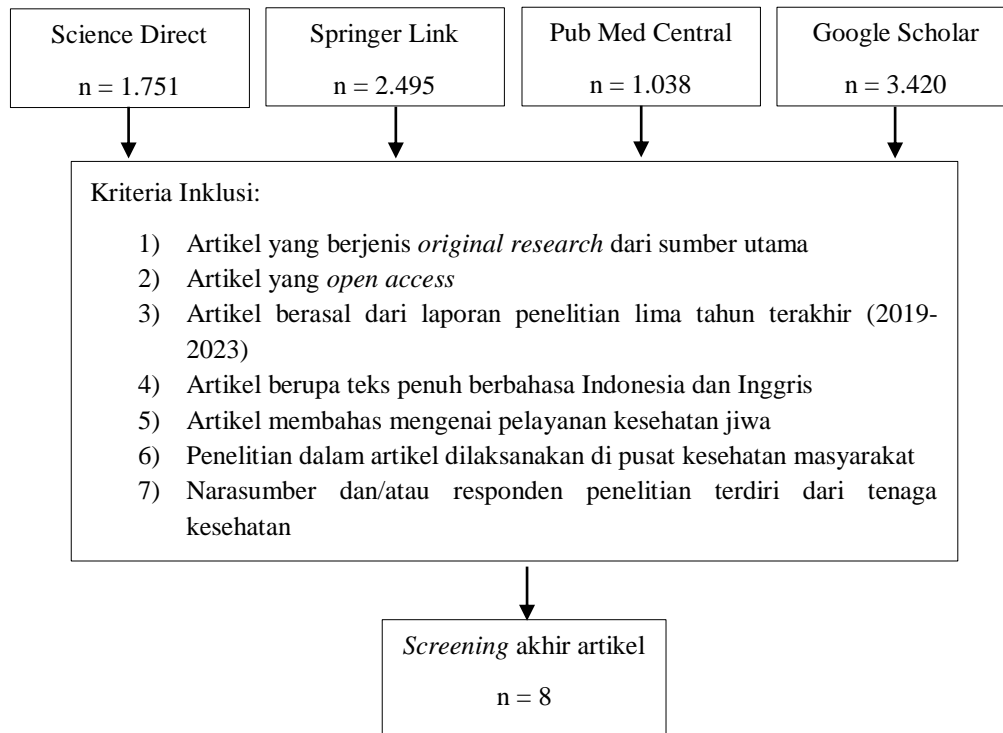 Science Direct
n = 1.751
Springer Link
n = 2.495
Pub Med Central
n = 1.038
Google Scholar
n = 3.420
Kriteria Inklusi:
1) Artikel yang berjenis original research dari sumber utama
2) Artikel yang open access
3) Artikel berasal dari laporan penelitian lima tahun terakhir (2019-
2023)
4) Artikel berupa teks penuh berbahasa Indonesia dan Inggris
5) Artikel membahas mengenai pelayanan kesehatan jiwa
6) Penelitian dalam artikel dilaksanakan di pusat kesehatan masyarakat
7) Narasumber dan/atau responden penelitian terdiri dari tenaga
kesehatan
Screening akhir artikel
n = 8